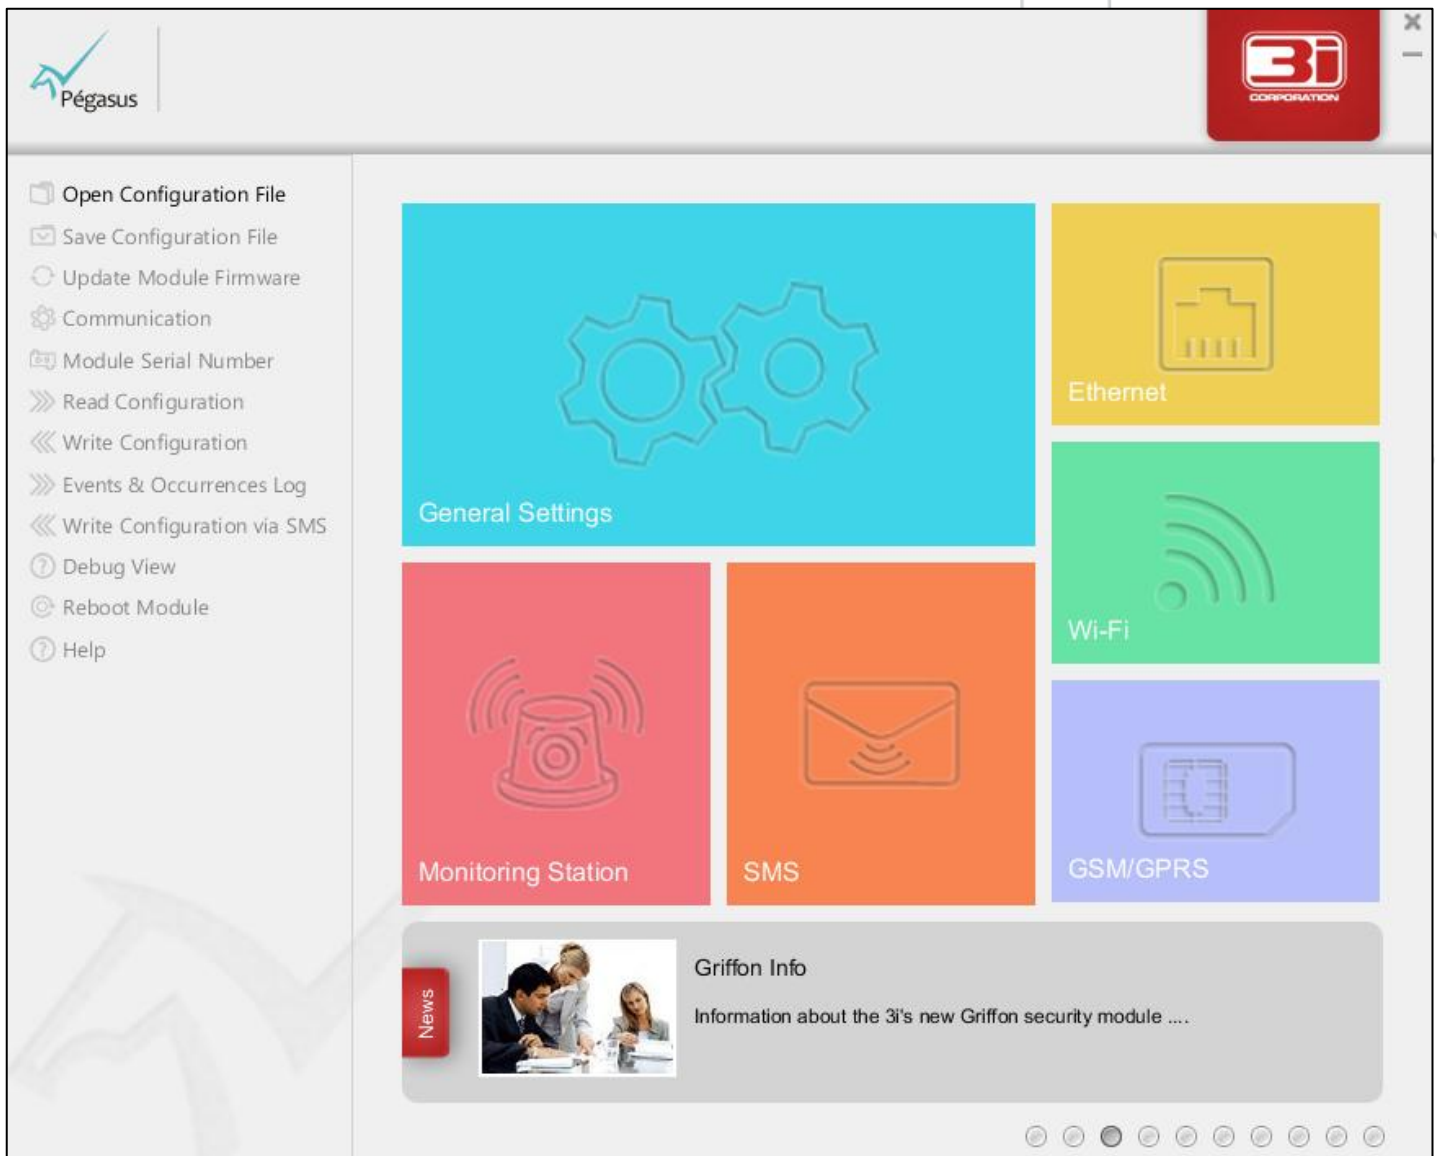 Pégasus
3i
CORPORATION
Open Configuration File
Save Configuration File
Update Module Firmware
Communication
Module Serial Number
Read Configuration
Write Configuration
Events & Occurrences Log
Write Configuration via SMS
Debug View
Reboot Module
Help
General Settings
Ethernet
Wi-Fi
Monitoring Station
SMS
GSM/GPRS
News
Griffon Info
Information about the 3i's new Griffon security module ....